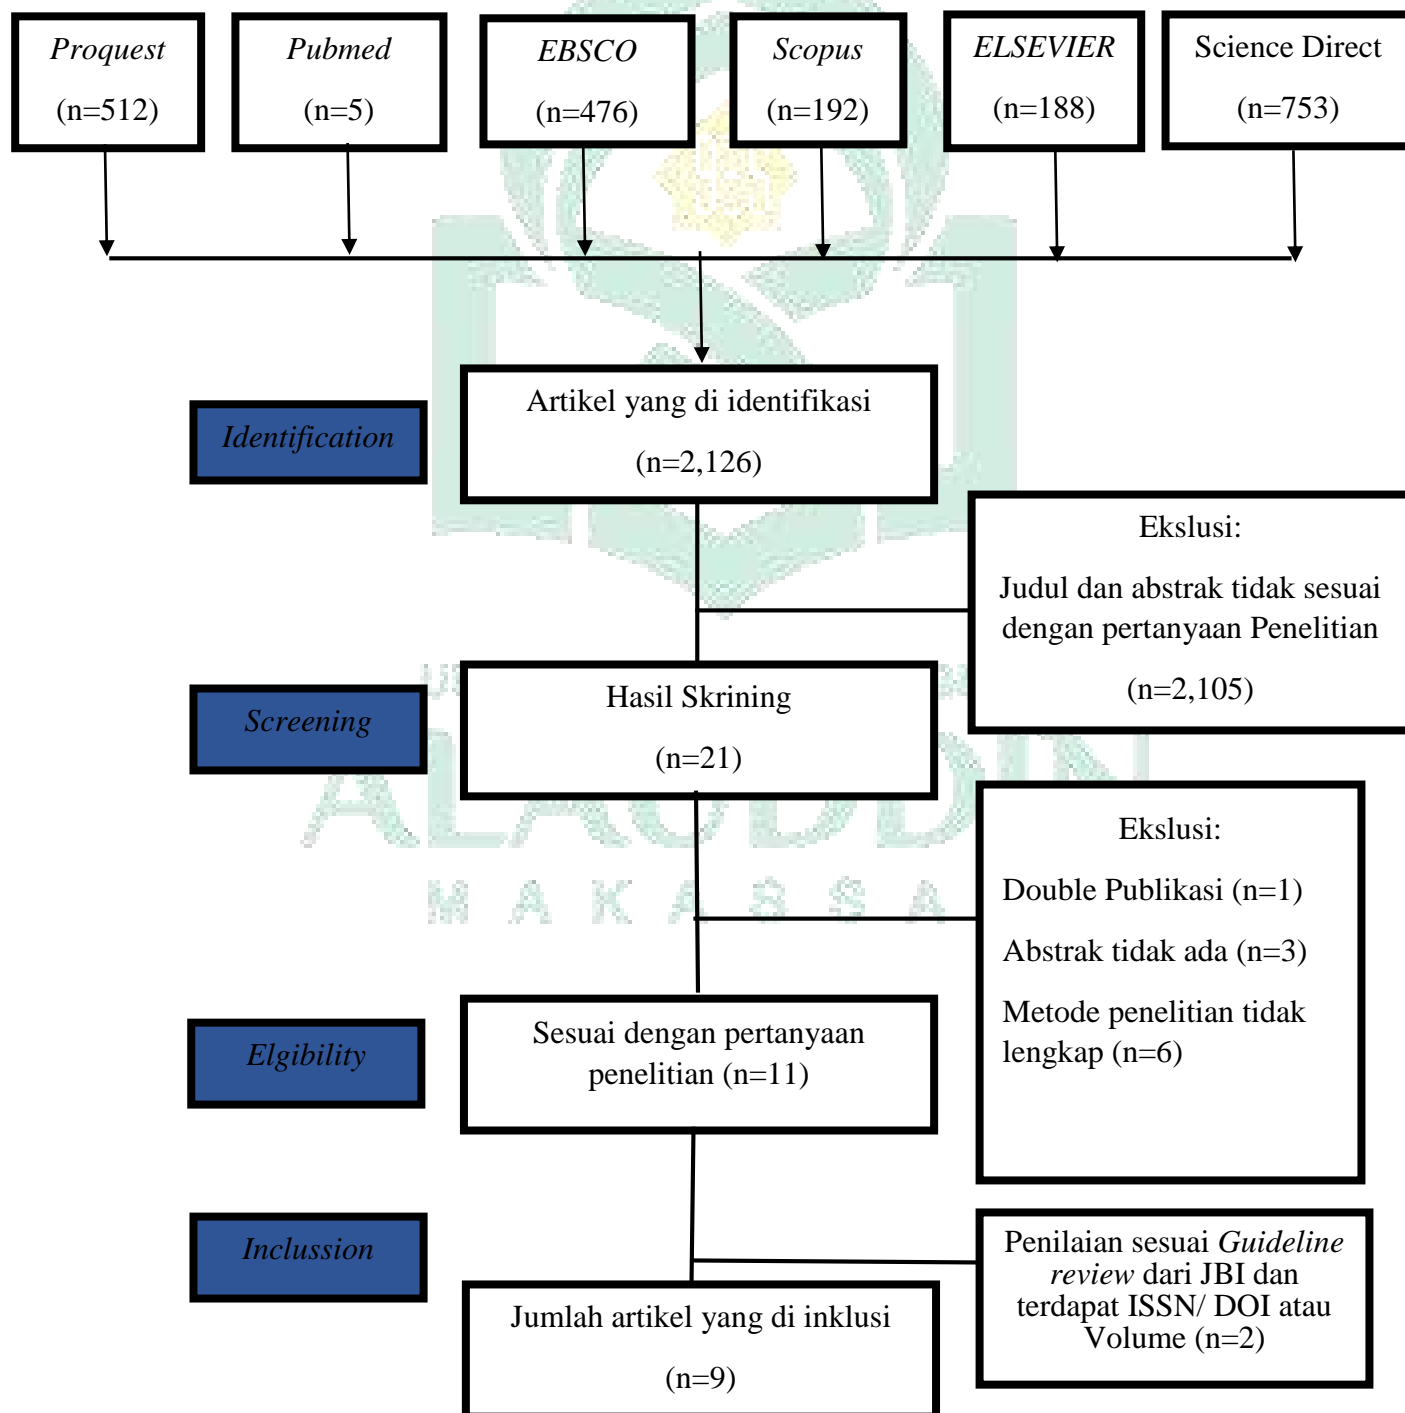 Proquest
(n=512)
Pubmed
(n=5)
EBSCO
(n=476)
Scopus
(n=192)
ELSEVIER
(n=188)
Science Direct
(n=753)
Identification
Artikel yang di identifikasi
(n=2,126)
Ekslusi:
Judul dan abstrak tidak sesuai
dengan pertanyaan Penelitian
(n=2,105)
Screening
Hasil Skrining
(n=21)
ALAUDDIN
MAKASSA
Ekslusi:
Double Publikasi (n=1)
Abstrak tidak ada (n=3)
Metode penelitian tidak
lengkap (n=6)
Elgibility
Sesuai dengan pertanyaan
penelitian (n=11)
Inclussion
Penilaian sesuai Guideline
review dari JBI dan
terdapat ISSN/ DOI atau
Volume (n=2)
Jumlah artikel yang di inklusi
(n=9)